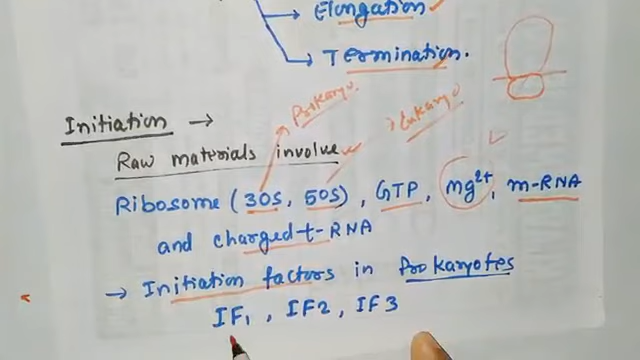 → Elongation
→ Termination.
Initiation →
Prokaryo.
Eukaryo
Raw materials involve
Ribosome (30S, 50S), GTP, Mg2+, m-RNA
and charged t-RNA
→ Initiation factors in Prokaryotes
IF1, IF2, IF3